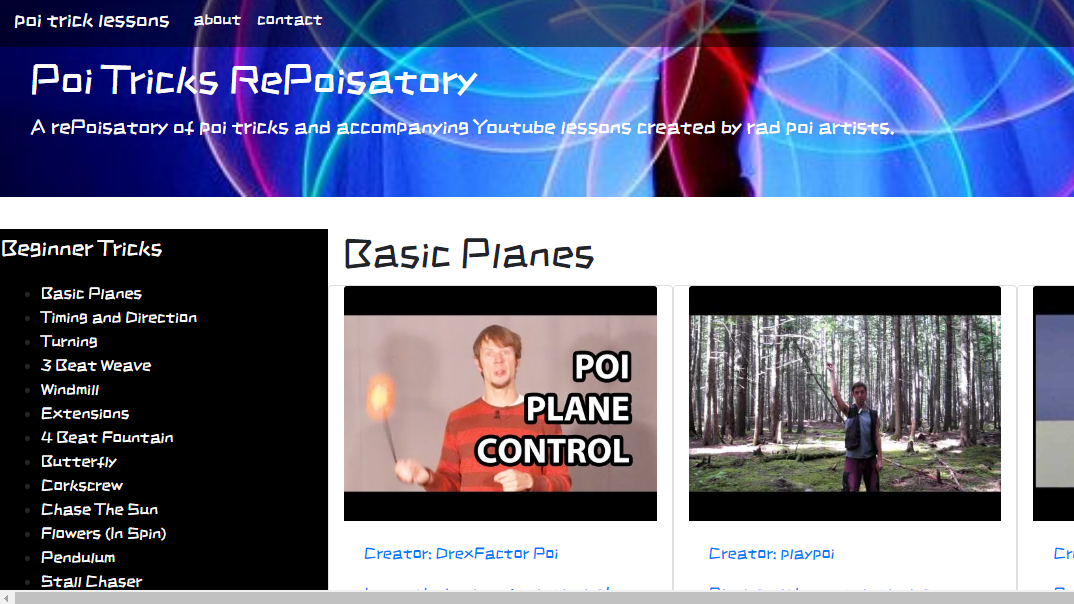 poi trick lessons about contact
Poi Tricks RePoisatory
A rePoisatory of poi tricks and accompanying Youtube lessons created by rad poi artists.
Beginner Tricks
Basic Planes
Timing and Direction
Turning
3 Beat Weave
Windmill
Extensions
4 Beat Fountain
Butterfly
Corkscrew
Chase The Sun
Flowers (In Spin)
Pendulum
Stall Chaser
Basic Planes
POI
PLANE
CONTROL
Creator: DrexFactor Poi
Creator: playpoi